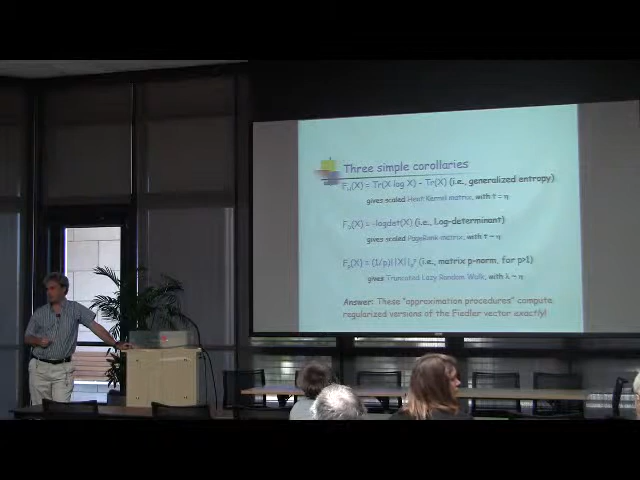 Three simple corollaries
F_H(X) = Tr(X log X) - Tr(X) (i.e., generalized entropy)
gives scaled Heat Kernel matrix, with t = η
F_D(X) = -logdet(X) (i.e., Log-determinant)
gives scaled PageRank matrix, with t ~ η
F_p(X) = (1/p)||X||_p^p (i.e., matrix p-norm, for p>1)
gives Truncated Lazy Random Walk, with λ ~ η
Answer: These "approximation procedures" compute
regularized versions of the Fiedler vector exactly!